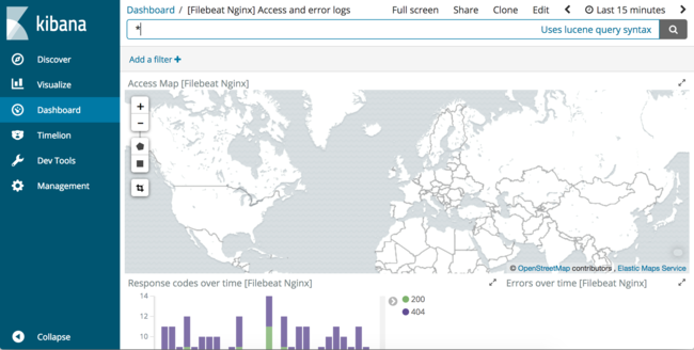 kibana
Discover
Visualize
Dashboard
Timelion
Dev Tools
Management
Collapse
Dashboard / [Filebeat Nginx] Access and error logs
Full screen Share Clone Edit Last 15 minutes
*
Uses lucene query syntax
Add a filter +
Access Map [Filebeat Nginx]
+
−
© OpenStreetMap contributors , Elastic Maps Service
Response codes over time [Filebeat Nginx]
14
12
10
200
404
Errors over time [Filebeat Nginx]